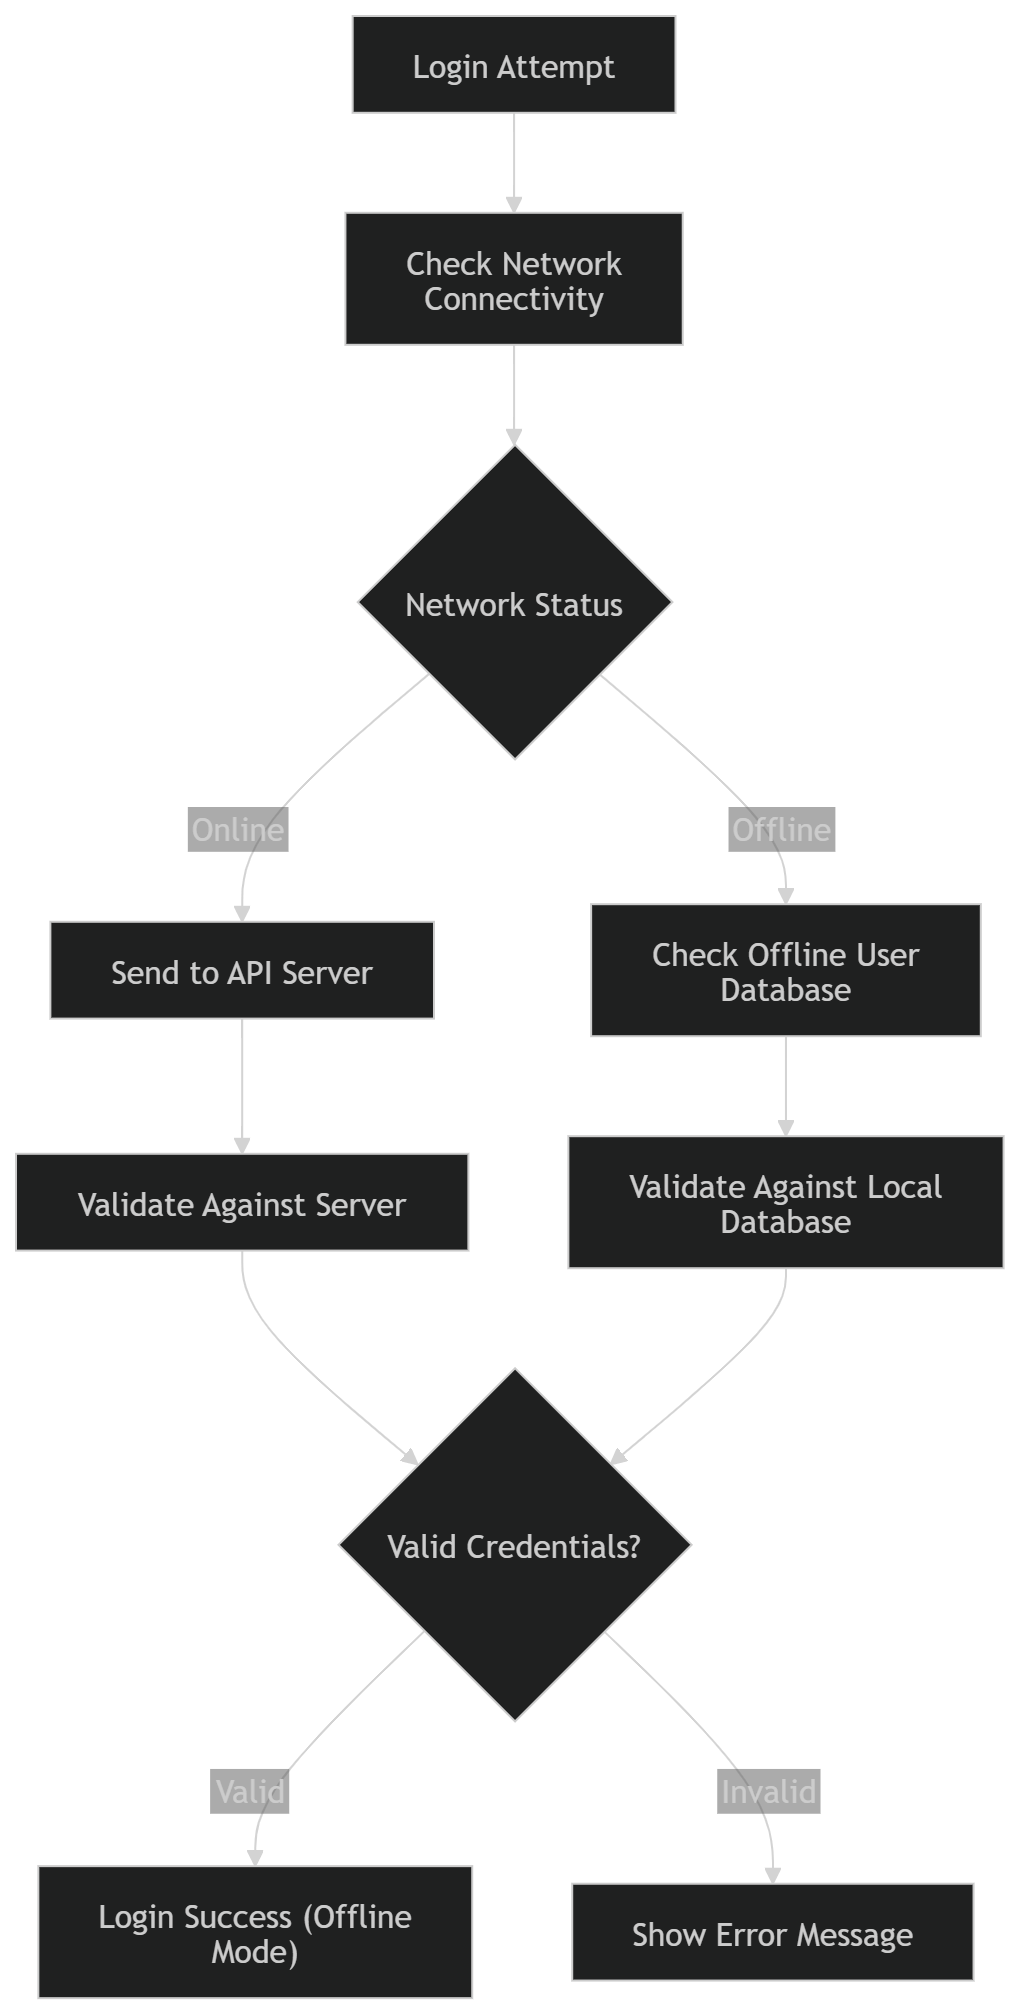 Login Attempt
Check Network
Connectivity
Network Status
Online
Offline
Send to API Server
Check Offline User
Database
Validate Against Server
Validate Against Local
Database
Valid Credentials?
Valid
Invalid
Login Success (Offline
Mode)
Show Error Message